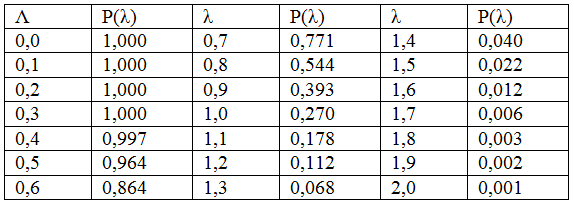 Λ P(λ) λ P(λ) λ P(λ)
0,0 1,000 0,7 0,771 1,4 0,040
0,1 1,000 0,8 0,544 1,5 0,022
0,2 1,000 0,9 0,393 1,6 0,012
0,3 1,000 1,0 0,270 1,7 0,006
0,4 0,997 1,1 0,178 1,8 0,003
0,5 0,964 1,2 0,112 1,9 0,002
0,6 0,864 1,3 0,068 2,0 0,001